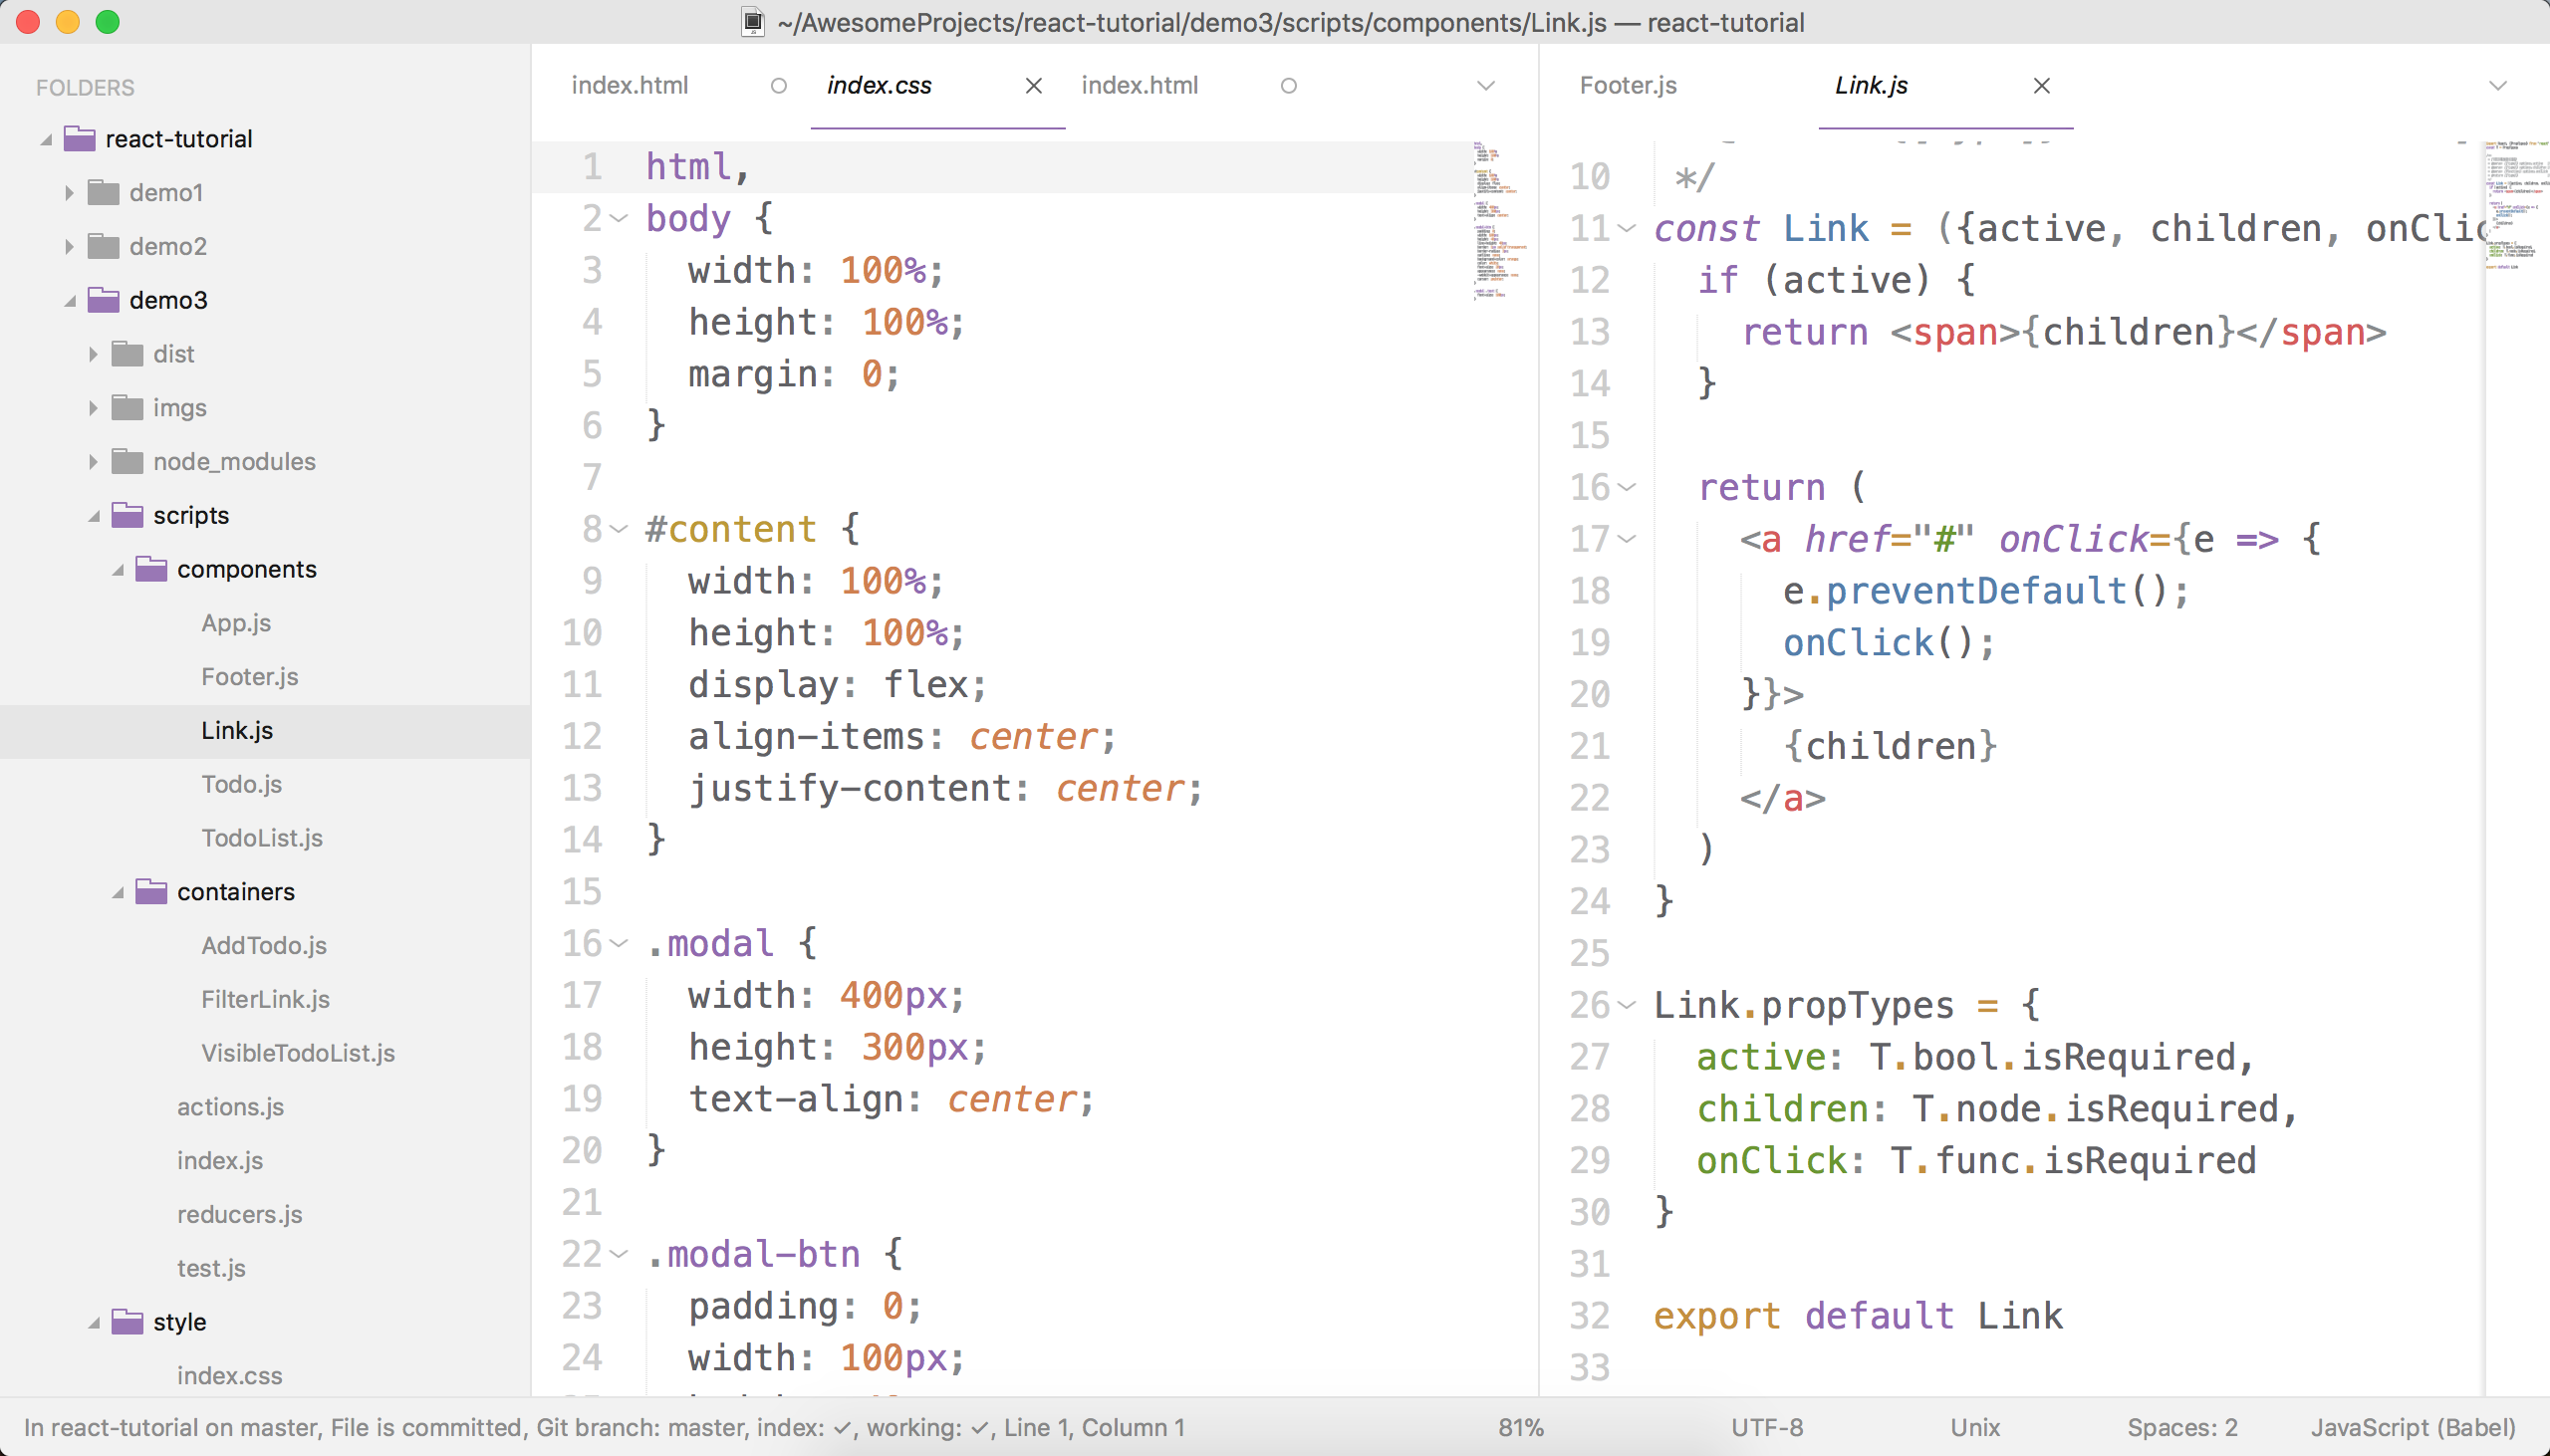 ~/AwesomeProjects/react-tutorial/demo3/scripts/components/Link.js — react-tutorial
FOLDERS
react-tutorial
demo1
demo2
demo3
dist
imgs
node_modules
scripts
components
App.js
Footer.js
Link.js
Todo.js
TodoList.js
containers
AddTodo.js
FilterLink.js
VisibleTodoList.js
actions.js
index.js
reducers.js
test.js
style
index.css
index.html index.css index.html
1 html,
2 body {
3   width: 100%;
4   height: 100%;
5   margin: 0;
6 }
7
8 #content {
9   width: 100%;
10   height: 100%;
11   display: flex;
12   align-items: center;
13   justify-content: center;
14 }
15
16 .modal {
17   width: 400px;
18   height: 300px;
19   text-align: center;
20 }
21
22 .modal-btn {
23   padding: 0;
24   width: 100px;
Footer.js Link.js
10  */
11 const Link = ({active, children, onClic
12   if (active) {
13     return <span>{children}</span>
14   }
15
16   return (
17     <a href="#" onClick={e => {
18       e.preventDefault();
19       onClick();
20     }}>
21       {children}
22     </a>
23   )
24 }
25
26 Link.propTypes = {
27   active: T.bool.isRequired,
28   children: T.node.isRequired,
29   onClick: T.func.isRequired
30 }
31
32 export default Link
33
In react-tutorial on master, File is committed, Git branch: master, index: ✓, working: ✓, Line 1, Column 1 81% UTF-8 Unix Spaces: 2 JavaScript (Babel)